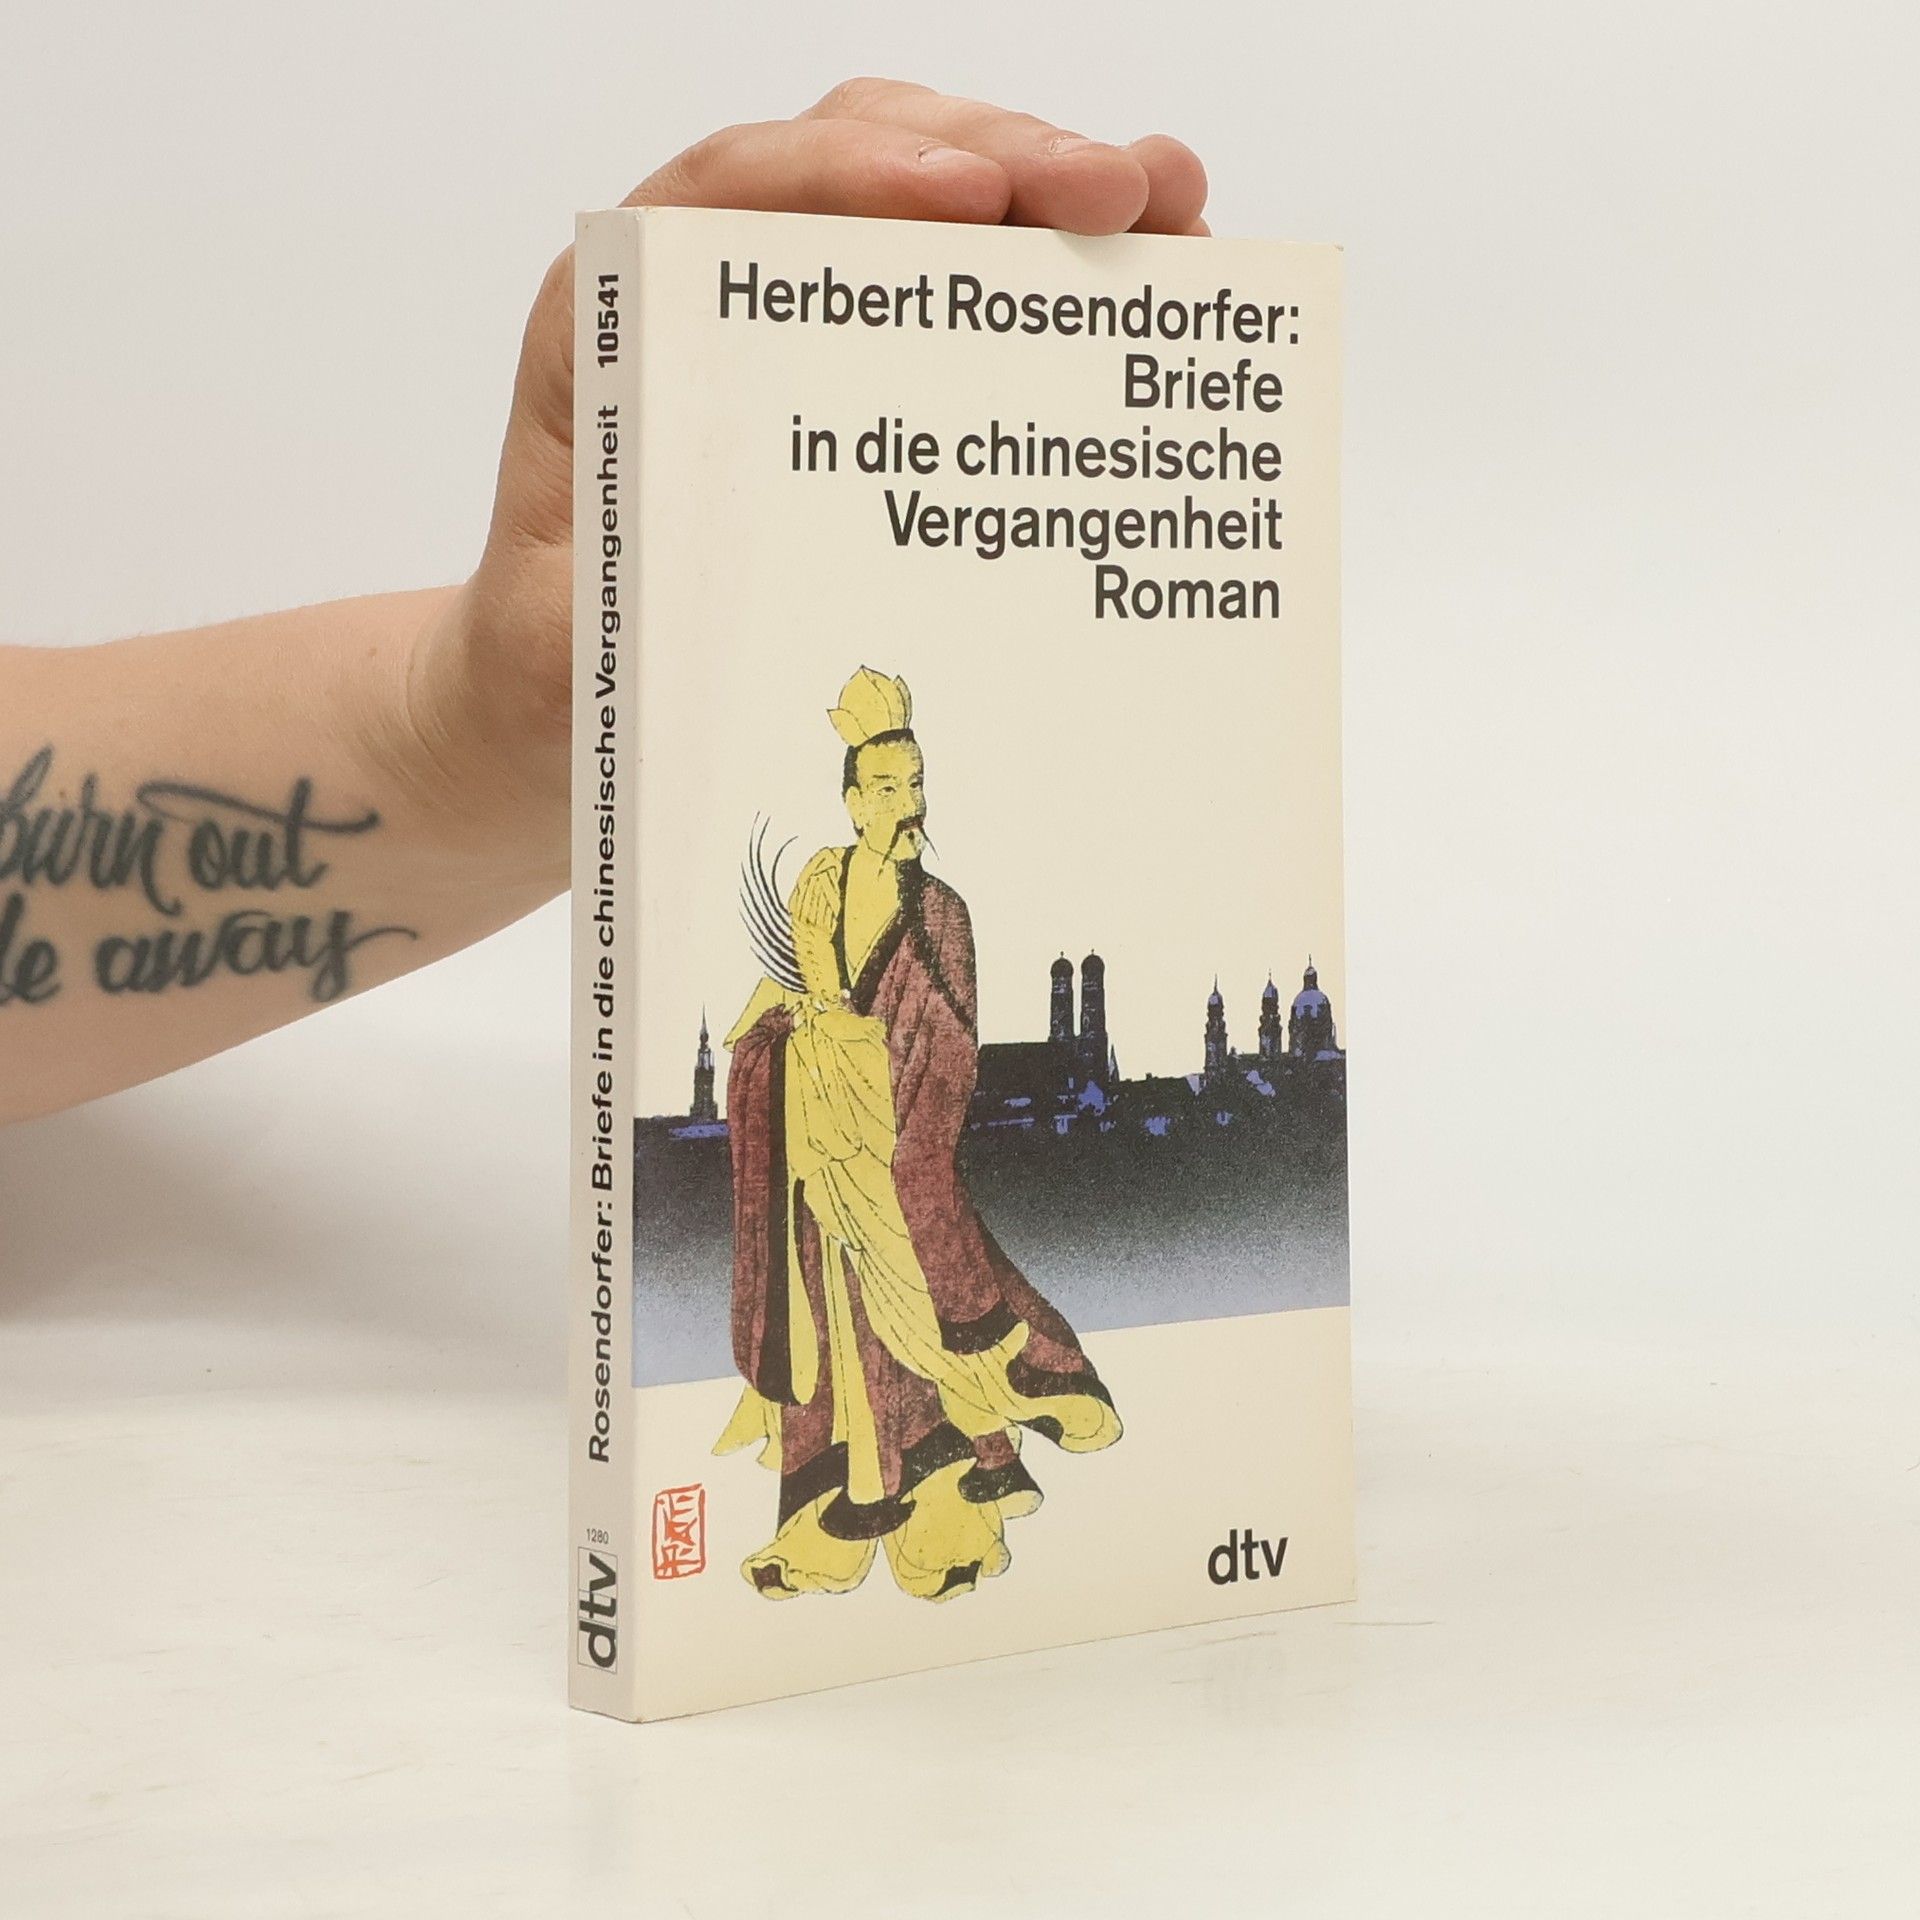 Herbert Rosendorfer:
Briefe
in die chinesische
Vergangenheit
Roman
dtv
Rosendorfer: Briefe in die chinesische Vergangenheit 10541
1280
dtv
burn out
away